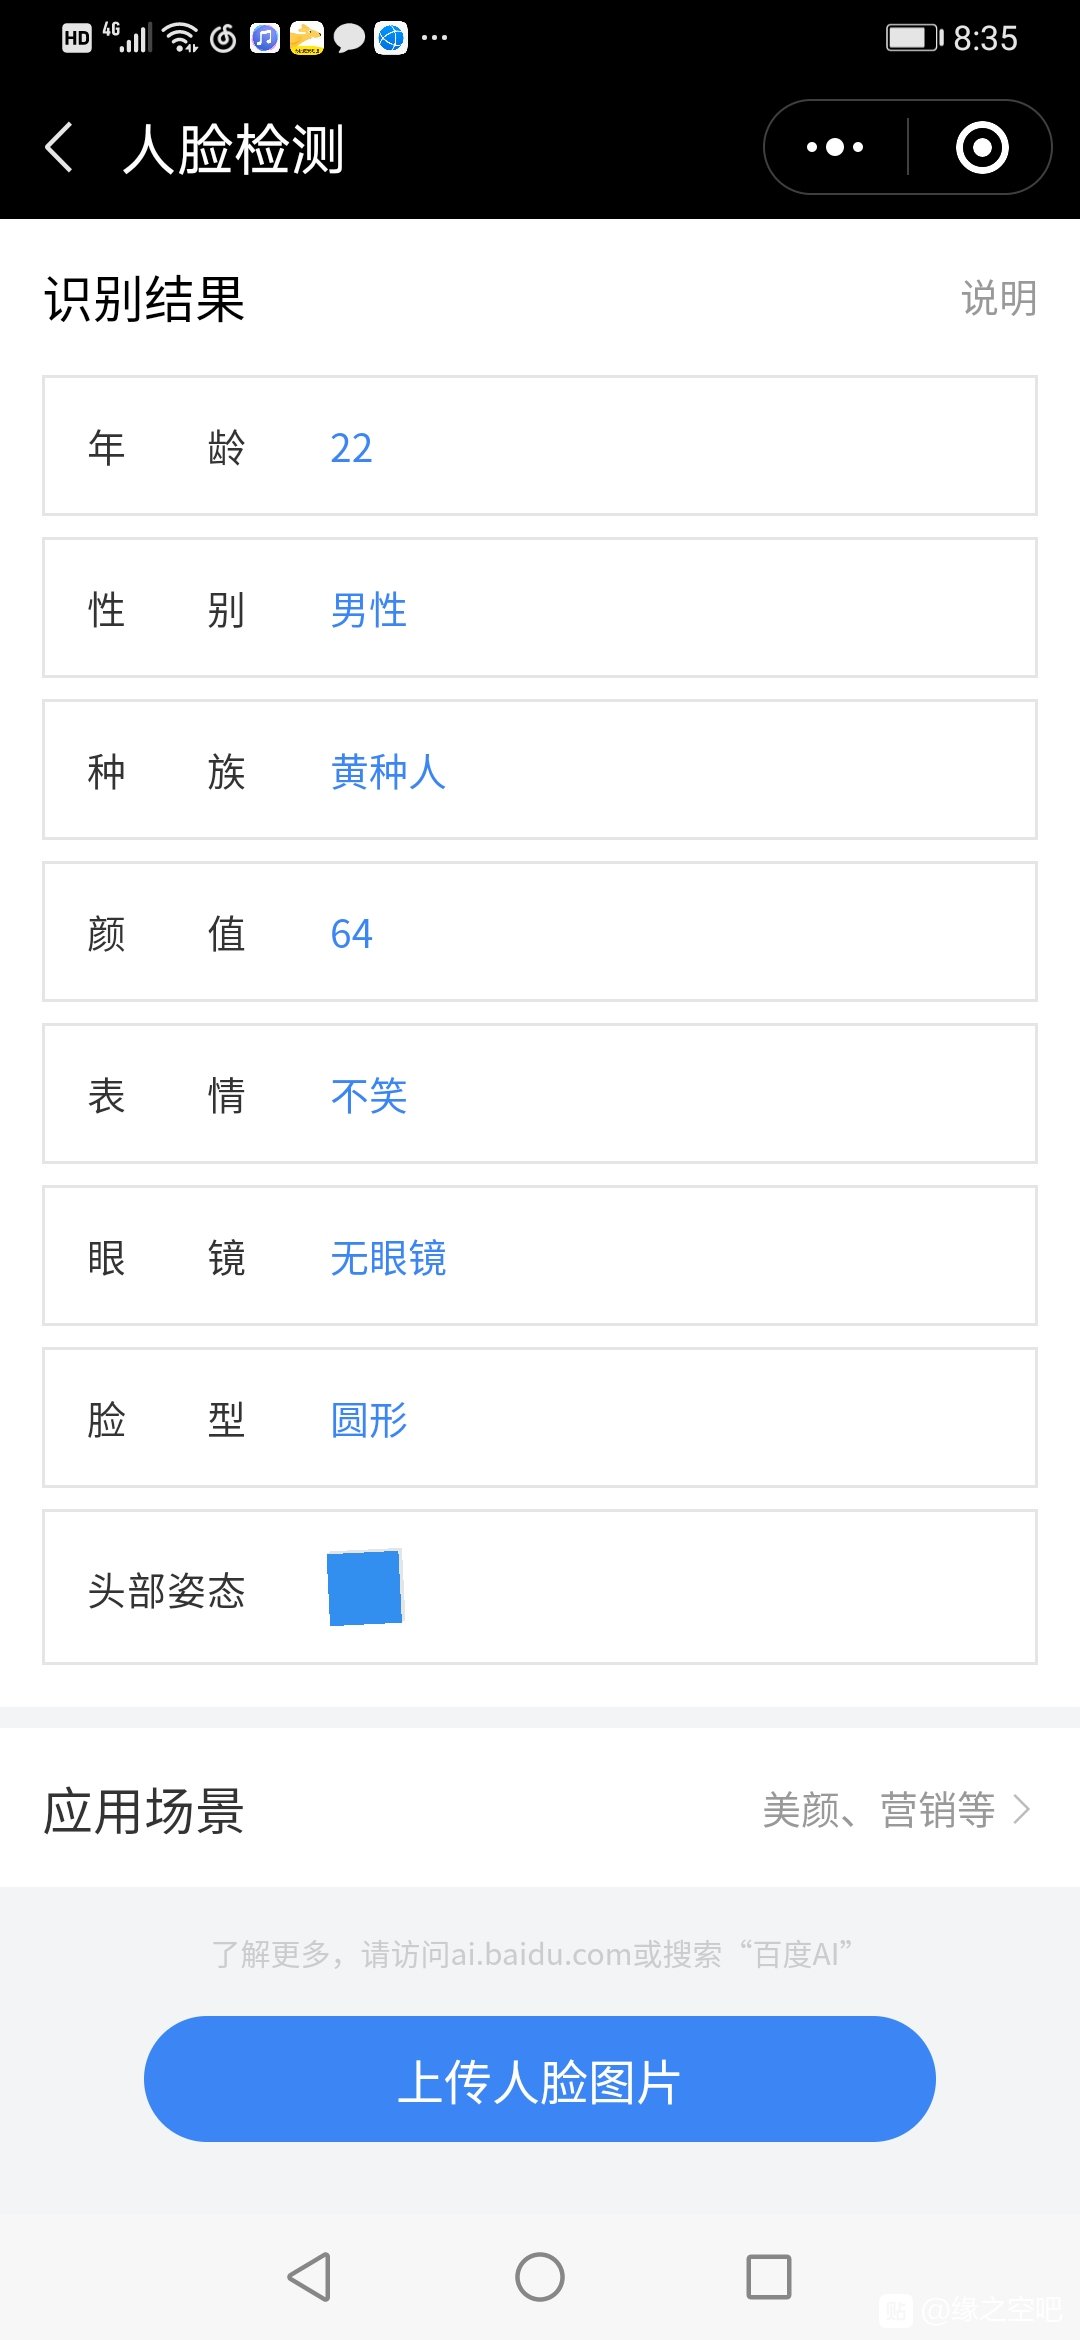 HD 4G 8:35
人脸检测
识别结果 说明
年 龄 22
性 别 男性
种 族 黄种人
颜 值 64
表 情 不笑
眼 镜 无眼镜
脸 型 圆形
头部姿态
应用场景 美颜、营销等
了解更多，请访问ai.baidu.com或搜索“百度AI”
上传人脸图片
贴 @缘之空吧